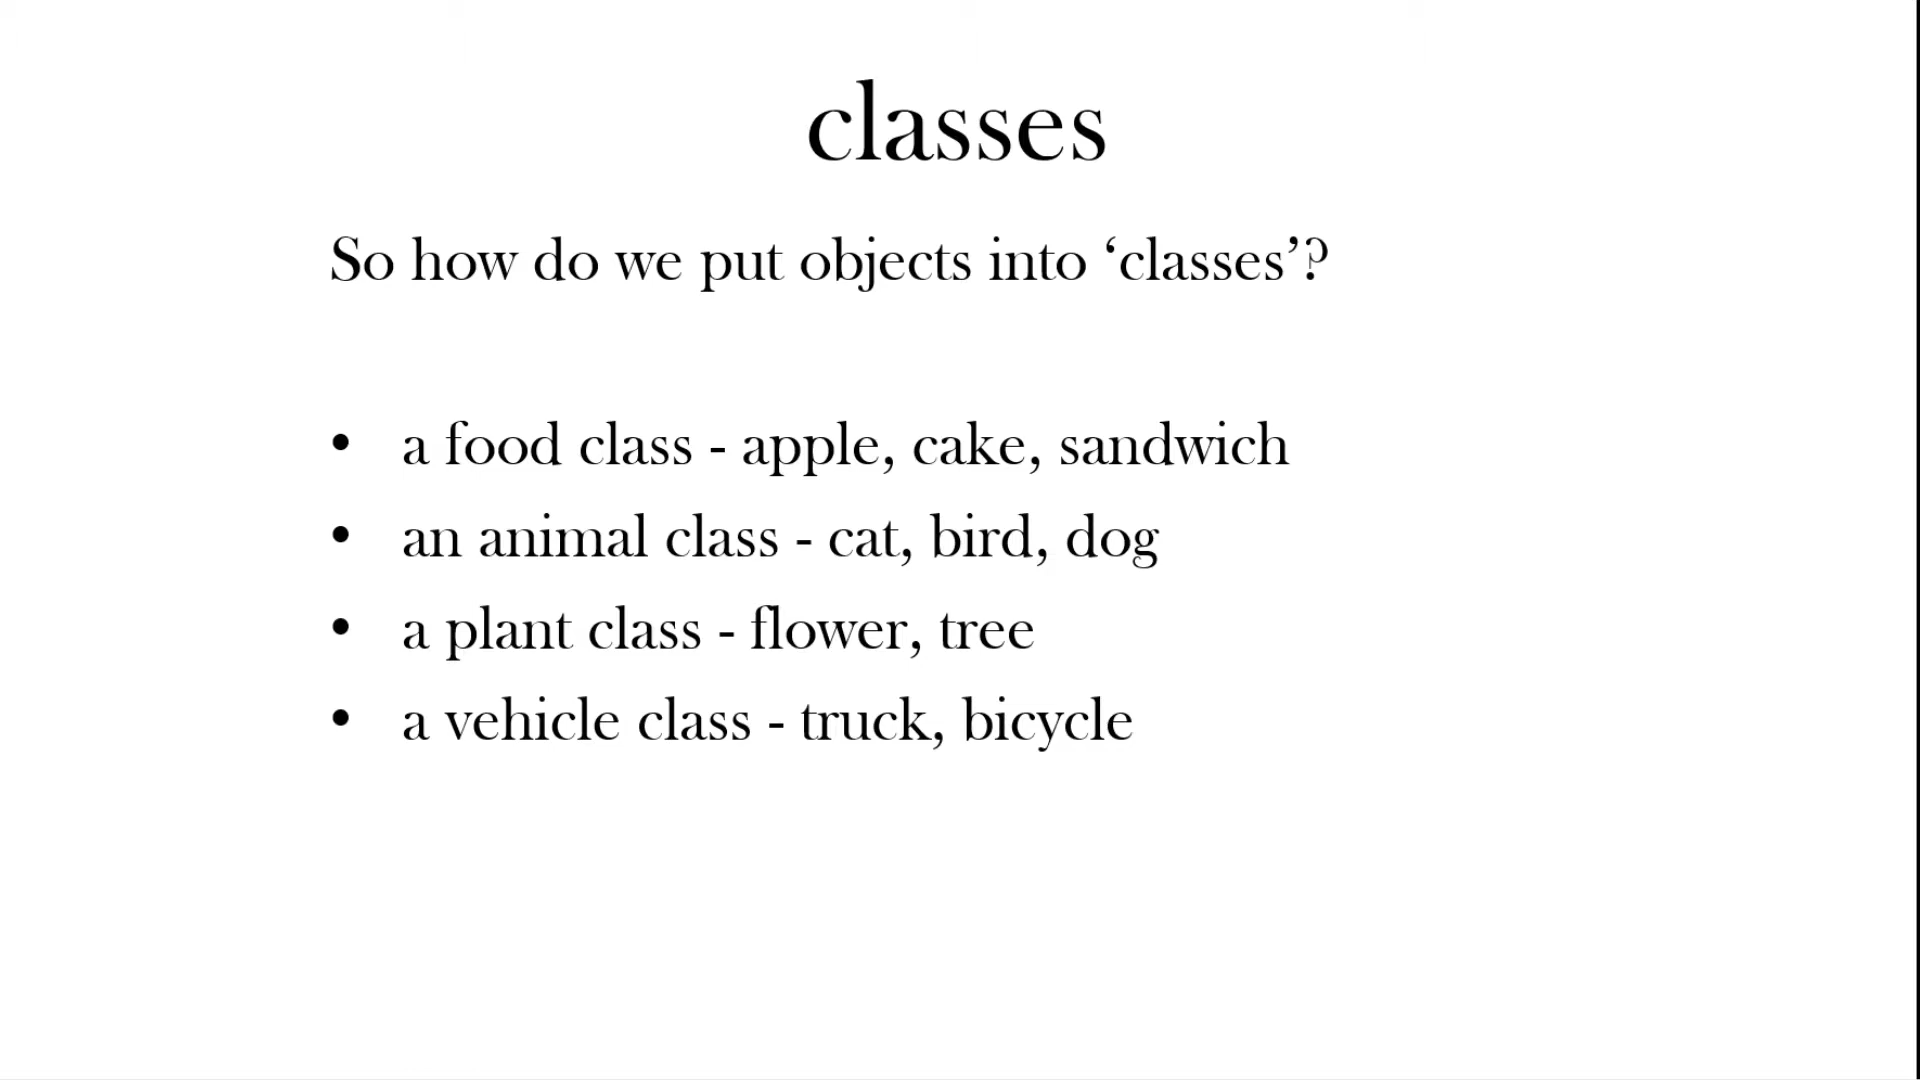 classes
So how do we put objects into ‘classes’?
• a food class - apple, cake, sandwich
• an animal class - cat, bird, dog
• a plant class - flower, tree
• a vehicle class - truck, bicycle